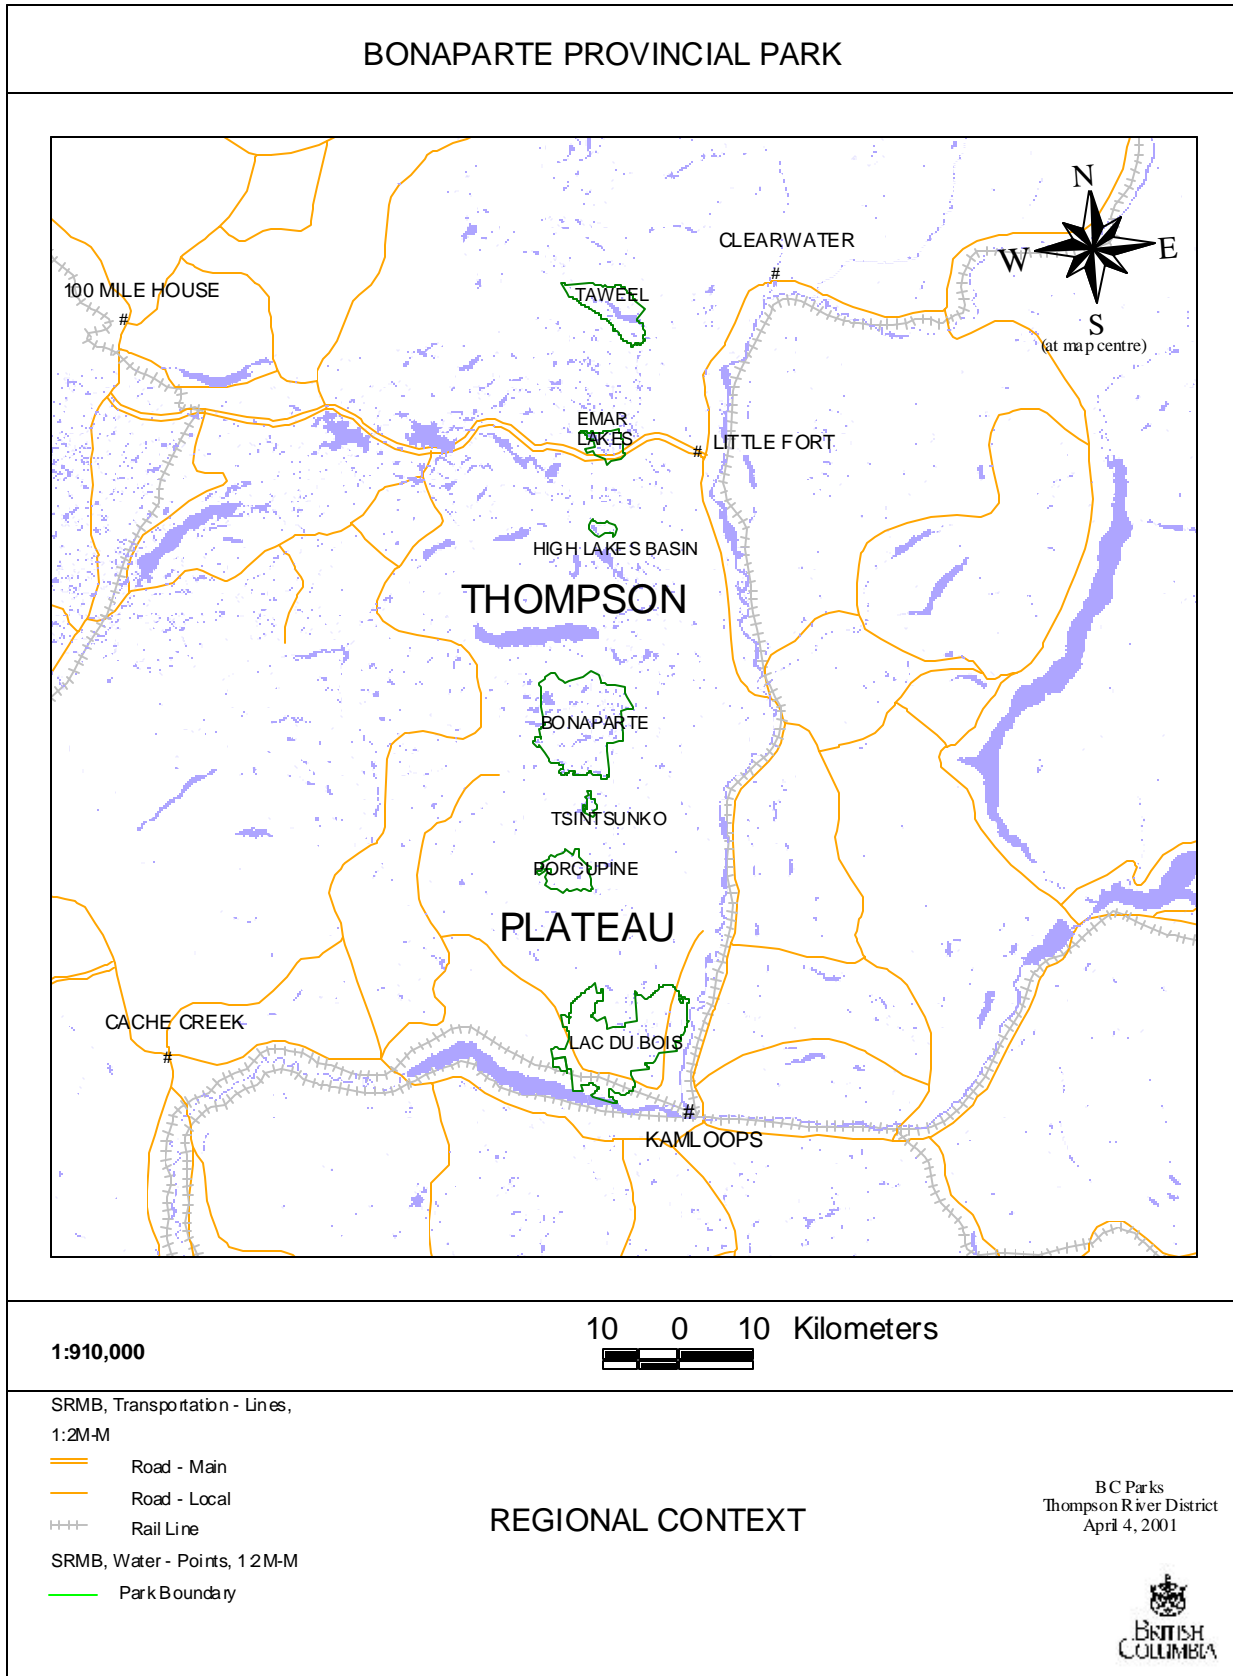 BONAPARTE PROVINCIAL PARK
N
W
E
S
(at map centre)
CLEARWATER
#
100 MILE HOUSE
#
TAWEEL
EMAR
LAKES
# LITTLE FORT
HIGH LAKES BASIN
THOMPSON
BONAPARTE
TSINTSUNKO
PORCUPINE
PLATEAU
CACHE CREEK
#
LAC DU BOIS
#
KAMLOOPS
1:910,000
10 0 10 Kilometers
SRMB, Transportation - Lines,
1:2M-M
Road - Main
Road - Local
Rail Line
SRMB, Water - Points, 1:2M-M
Park Boundary
REGIONAL CONTEXT
BC Parks
Thompson River District
April 4, 2001
BRITISH
COLUMBIA